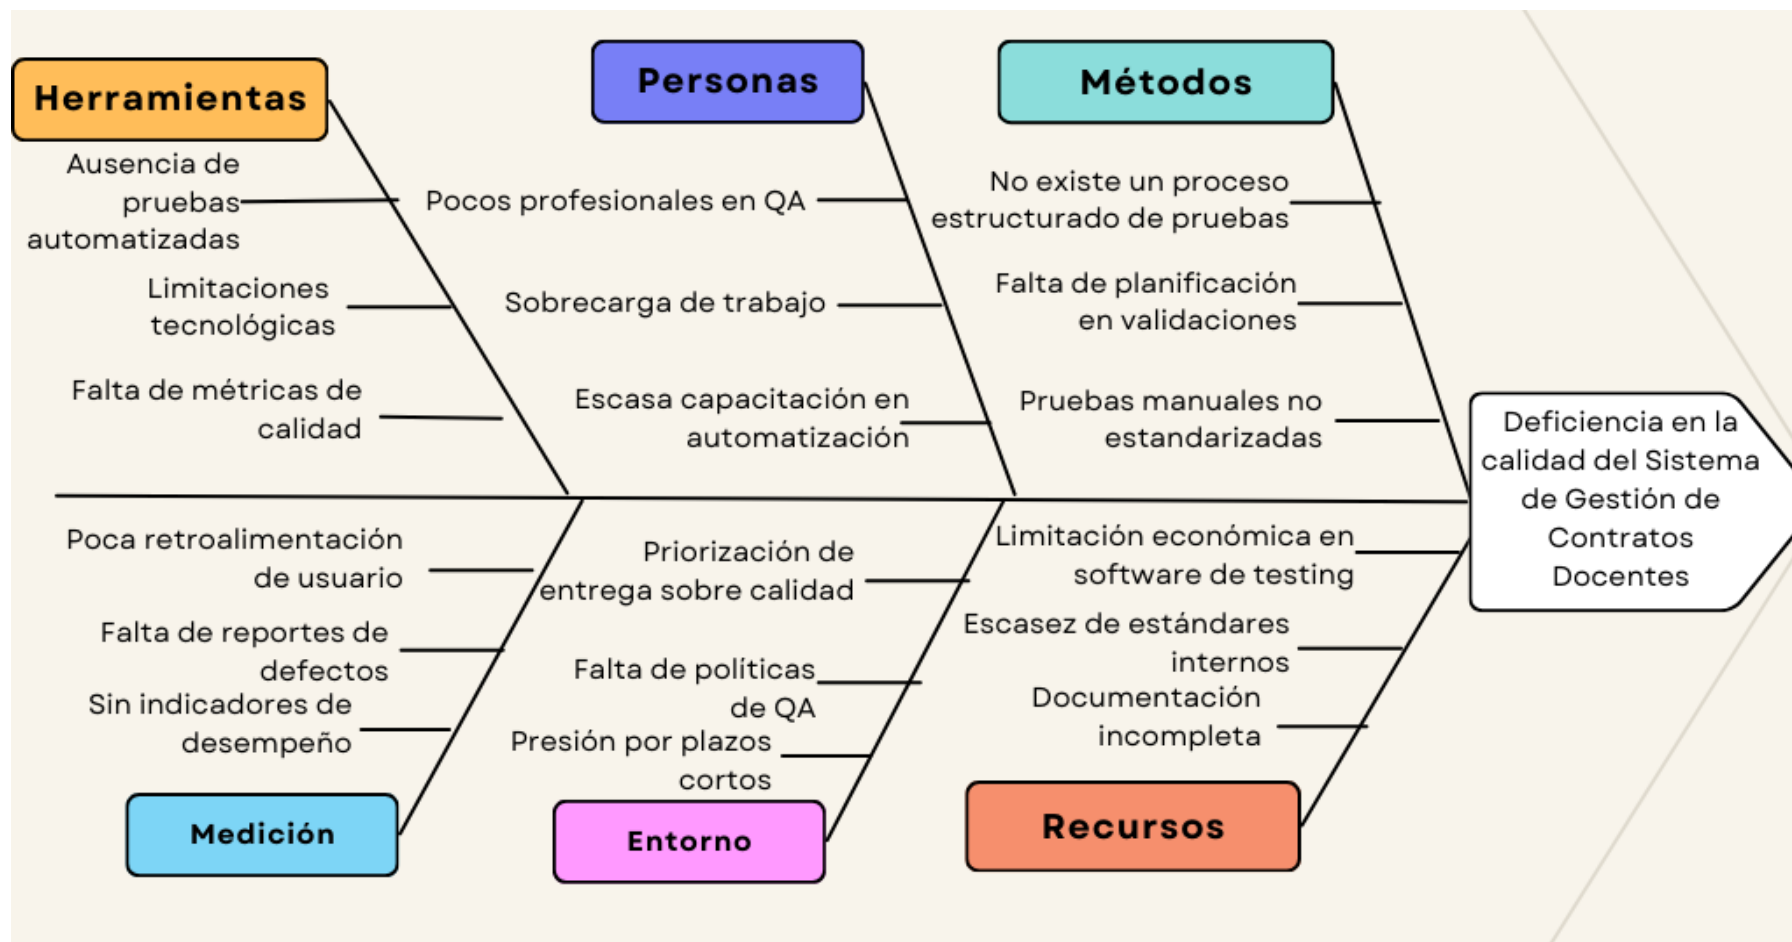 Herramientas
Ausencia de
pruebas
automatizadas
Limitaciones
tecnológicas
Falta de métricas de
calidad
Personas
Pocos profesionales en QA
Sobrecarga de trabajo
Escasa capacitación en
automatización
Métodos
No existe un proceso
estructurado de pruebas
Falta de planificación
en validaciones
Pruebas manuales no
estandarizadas
Deficiencia en la
calidad del Sistema
de Gestión de
Contratos
Docentes
Poca retroalimentación
de usuario
Falta de reportes de
defectos
Sin indicadores de
desempeño
Medición
Priorización de
entrega sobre calidad
Falta de políticas
de QA
Presión por plazos
cortos
Entorno
Limitación económica en
software de testing
Escasez de estándares
internos
Documentación
incompleta
Recursos